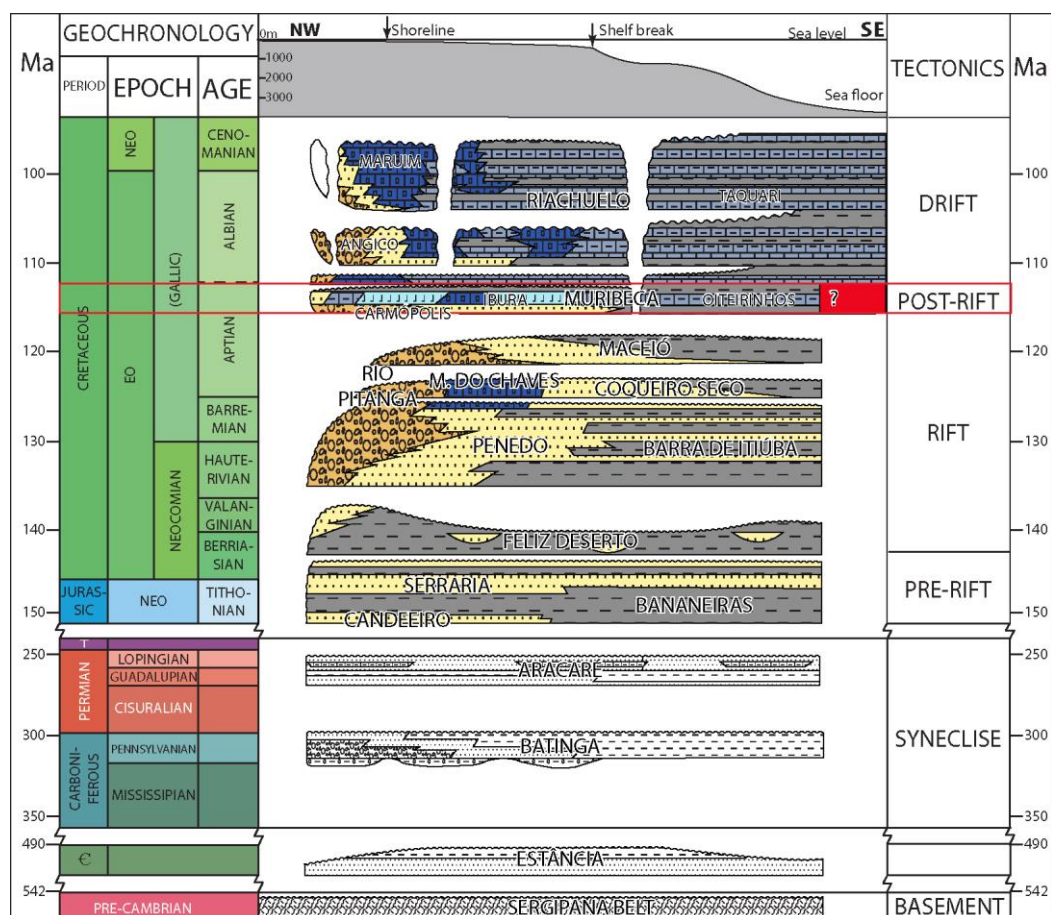 GEOCHRONOLOGY
0m NW Shoreline Shelf break Sea level SE
Ma
PERIOD EPOCH AGE
-1000
-2000
-3000
Sea floor
TECTONICS Ma
NEO
CENO-
MANIAN
100
MARUIM
RIACHUELO
TAQUARI
100
DRIFT
ALBIAN
(GALLIC)
ANGICO
110
110
IBURA MURIBECA OITEIRINHOS ?
CARMÓPOLIS
POST-RIFT
CRETACEOUS
EO
APTIAN
120
MACEIÓ
120
RIO
PITANGA
M. DO CHAVES
COQUEIRO SECO
BARRE-
MIAN
130
PENEDO
BARRA DE ITIÚBA
130
RIFT
NEOCOMIAN
HAUTE-
RIVIAN
VALAN-
GINIAN
140
BERRIA-
SIAN
FELIZ DESERTO
140
JURAS-
SIC
NEO
TITHO-
NIAN
SERRARIA
BANANEIRAS
CANDEEIRO
PRE-RIFT
150
150
T
250
PERMIAN
LOPINGIAN
GUADALUPIAN
CISURALIAN
ARACARÉ
250
300
CARBONI-
FEROUS
PENNSYLVANIAN
MISSISSIPIAN
BATINGA
SYNECLISE
300
350
350
490
Є
ESTÂNCIA
490
542
PRE-CAMBRIAN
SERGIPANA BELT
BASEMENT
542